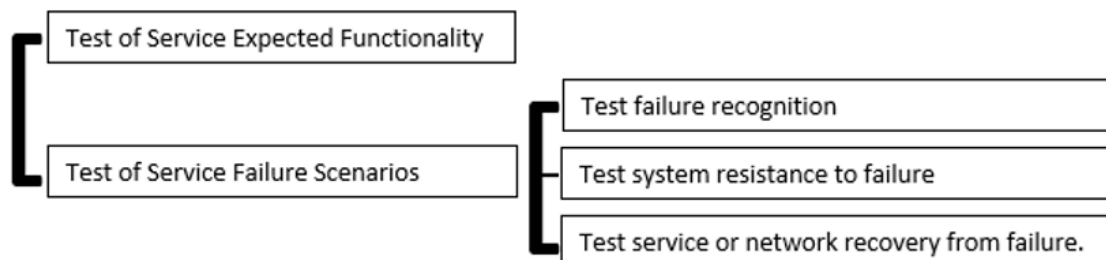 Test of Service Expected Functionality
Test of Service Failure Scenarios
Test failure recognition
Test system resistance to failure
Test service or network recovery from failure.